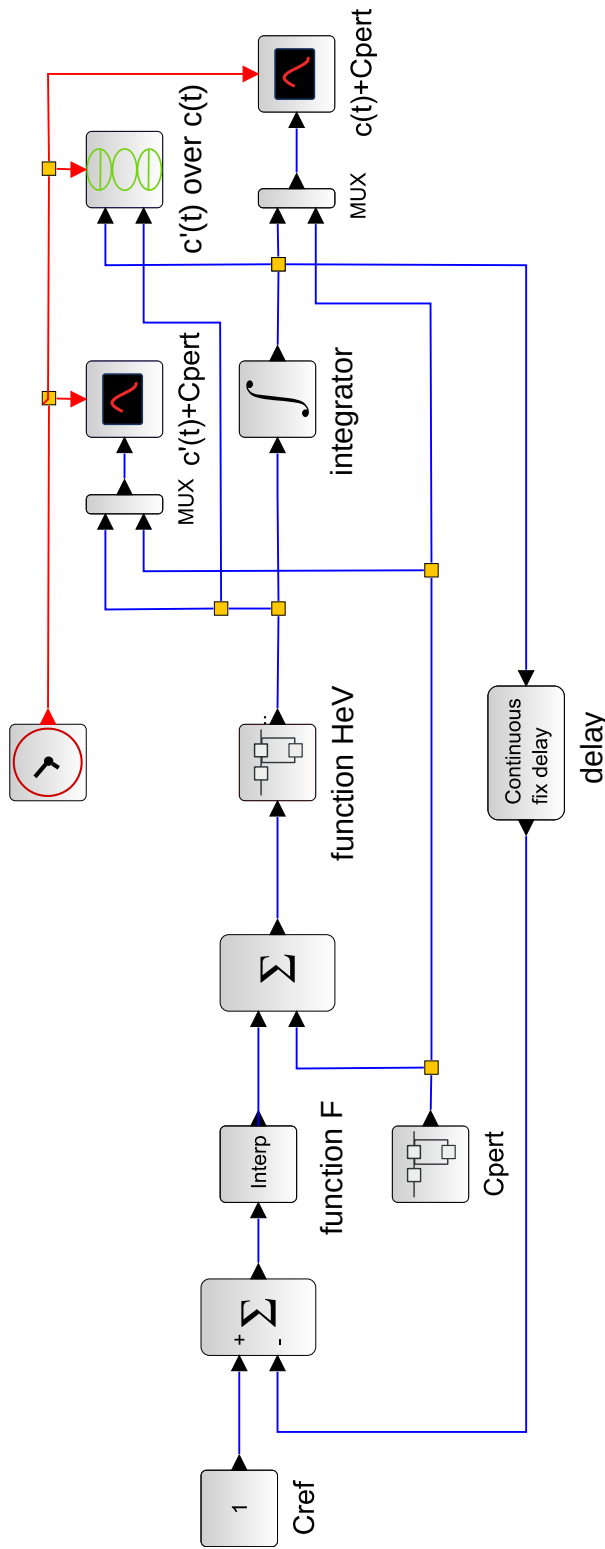 MUX
c'(t)+Cpert
c'(t) over c(t)
1
+
-
Σ
Interp
Σ
∫
Cref
function F
function HeV
integrator
MUX
c(t)+Cpert
Cpert
Continuous
fix delay
delay